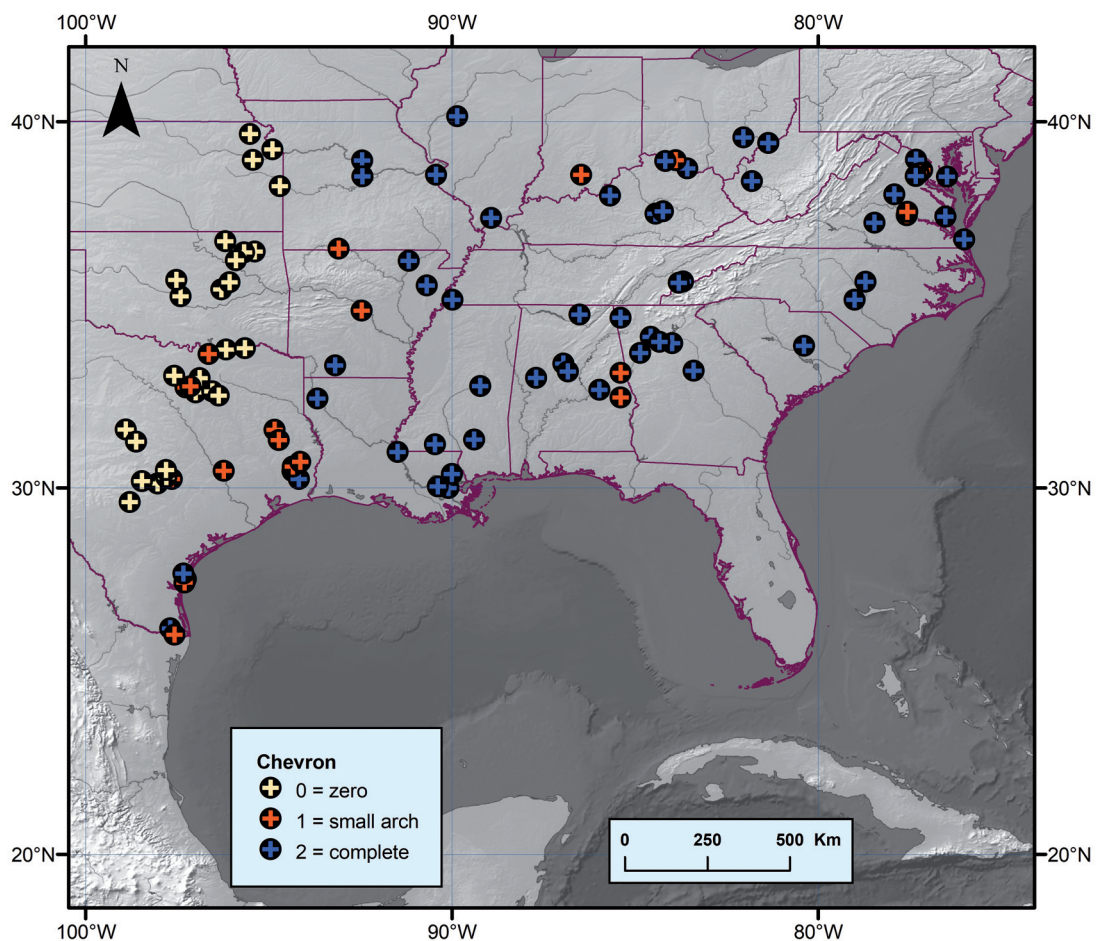 100°W 90°W 80°W
N
40°N 40°N
30°N 30°N
Chevron
0 = zero
1 = small arch
2 = complete
0 250 500 Km
20°N 20°N
100°W 90°W 80°W